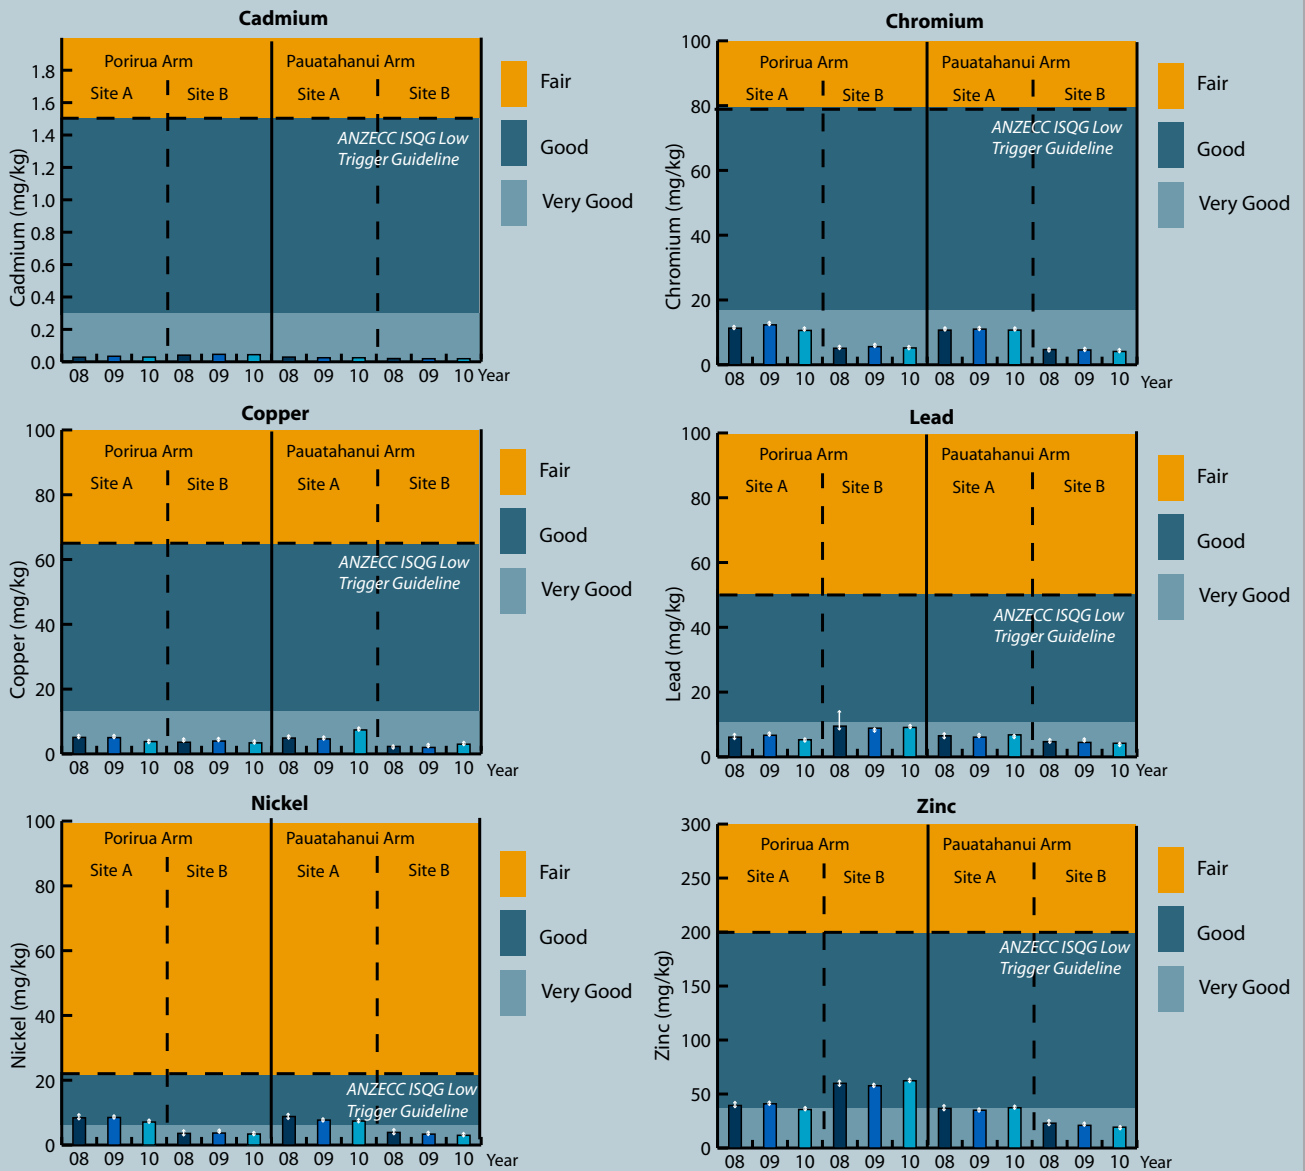 Cadmium
Cadmium (mg/kg)
1.8
1.6
1.4
1.2
1.0
0.8
0.6
0.4
0.2
0.0
Porirua Arm Pauatahanui Arm
Site A Site B Site A Site B
ANZECC ISQG Low
Trigger Guideline
08 09 10 08 09 10 08 09 10 08 09 10 Year
Fair
Good
Very Good
Chromium
Chromium (mg/kg)
100
80
60
40
20
0
Porirua Arm Pauatahanui Arm
Site A Site B Site A Site B
ANZECC ISQG Low
Trigger Guideline
08 09 10 08 09 10 08 09 10 08 09 10 Year
Fair
Good
Very Good
Copper
Copper (mg/kg)
100
80
60
40
20
0
Porirua Arm Pauatahanui Arm
Site A Site B Site A Site B
ANZECC ISQG Low
Trigger Guideline
08 09 10 08 09 10 08 09 10 08 09 10 Year
Fair
Good
Very Good
Lead
Lead (mg/kg)
100
80
60
40
20
0
Porirua Arm Pauatahanui Arm
Site A Site B Site A Site B
ANZECC ISQG Low
Trigger Guideline
08 09 10 08 09 10 08 09 10 08 09 10 Year
Fair
Good
Very Good
Nickel
Nickel (mg/kg)
100
80
60
40
20
0
Porirua Arm Pauatahanui Arm
Site A Site B Site A Site B
ANZECC ISQG Low
Trigger Guideline
08 09 10 08 09 10 08 09 10 08 09 10 Year
Fair
Good
Very Good
Zinc
Zinc (mg/kg)
300
250
200
150
100
50
0
Porirua Arm Pauatahanui Arm
Site A Site B Site A Site B
ANZECC ISQG Low
Trigger Guideline
08 09 10 08 09 10 08 09 10 08 09 10 Year
Fair
Good
Very Good